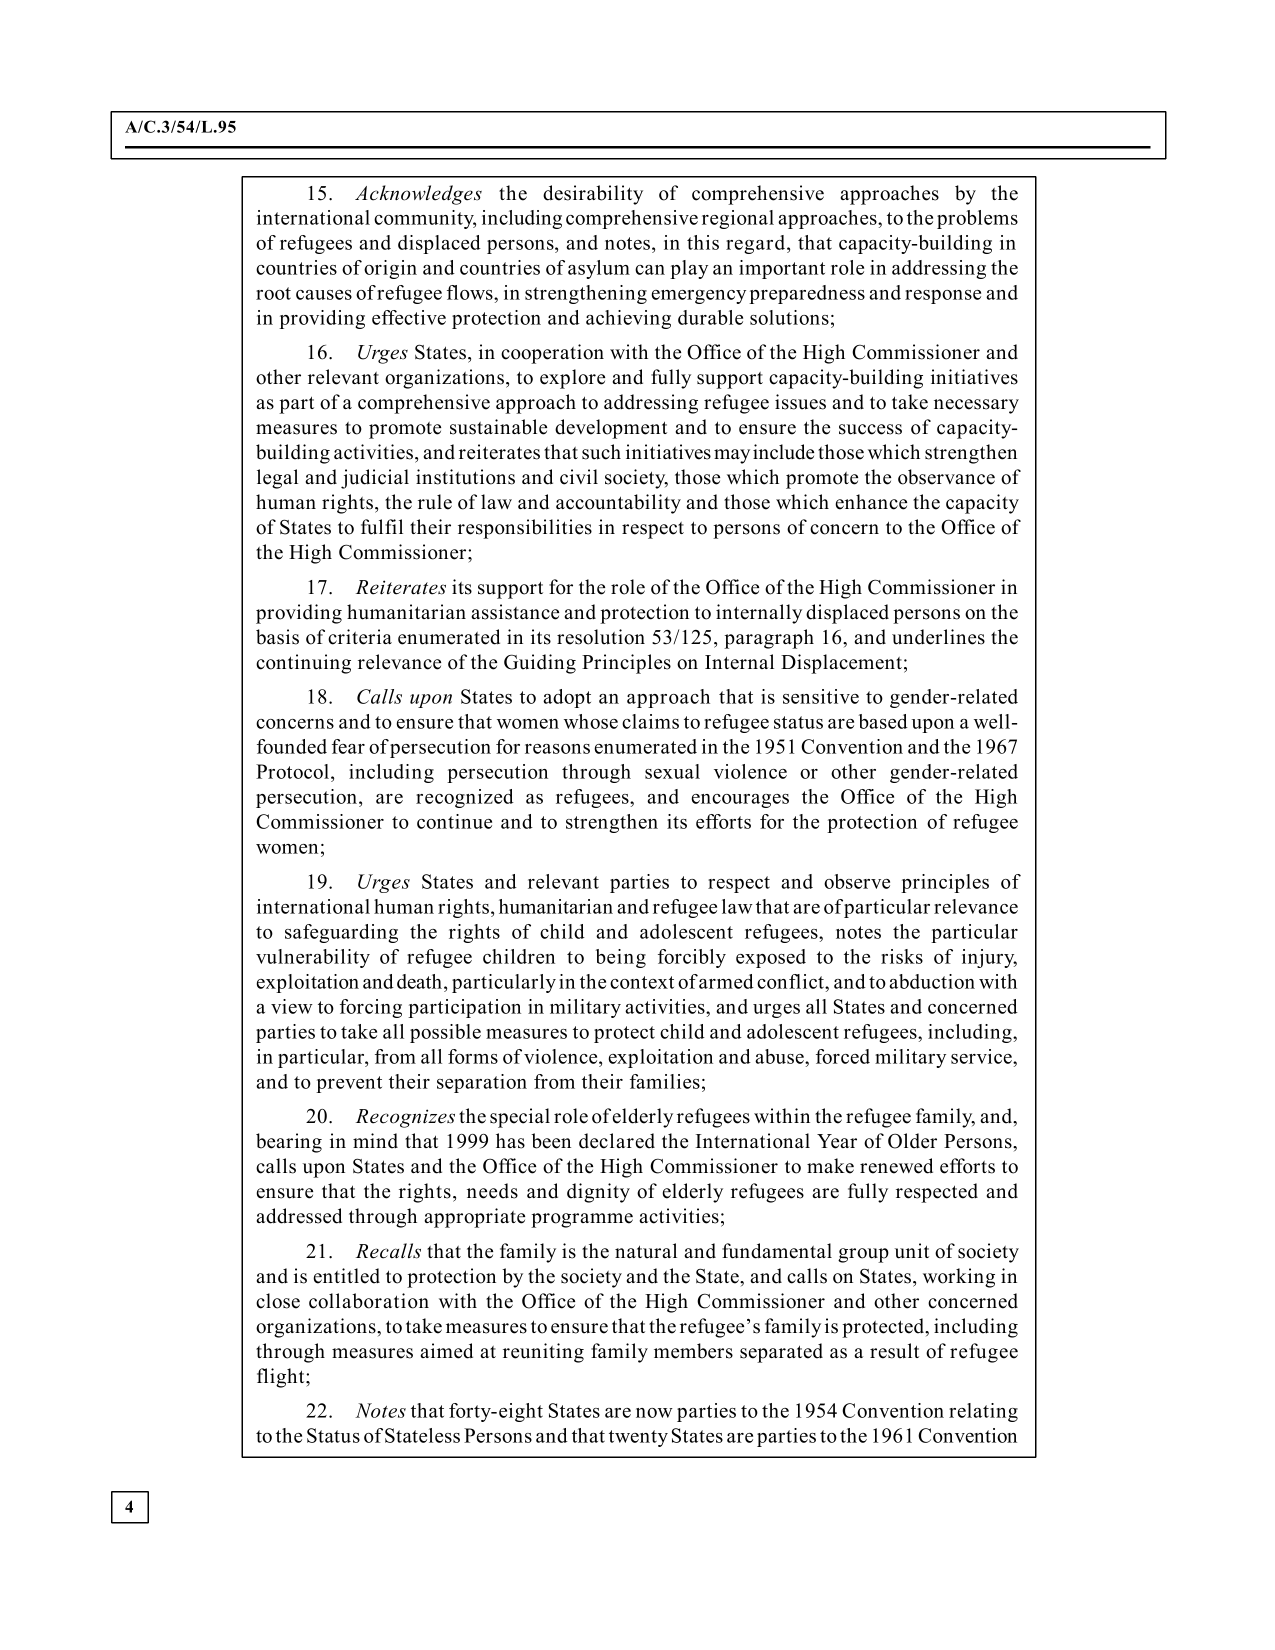 A/C.3/54/L.95
15. Acknowledges the desirability of comprehensive approaches by the
international community, including comprehensive regional approaches, to the problems
of refugees and displaced persons, and notes, in this regard, that capacity-building in
countries of origin and countries of asylum can play an important role in addressing the
root causes of refugee flows, in strengthening emergency preparedness and response and
in providing effective protection and achieving durable solutions;
16. Urges States, in cooperation with the Office of the High Commissioner and
other relevant organizations, to explore and fully support capacity-building initiatives
as part of a comprehensive approach to addressing refugee issues and to take necessary
measures to promote sustainable development and to ensure the success of capacity-
building activities, and reiterates that such initiatives may include those which strengthen
legal and judicial institutions and civil society, those which promote the observance of
human rights, the rule of law and accountability and those which enhance the capacity
of States to fulfil their responsibilities in respect to persons of concern to the Office of
the High Commissioner;
17. Reiterates its support for the role of the Office of the High Commissioner in
providing humanitarian assistance and protection to internally displaced persons on the
basis of criteria enumerated in its resolution 53/125, paragraph 16, and underlines the
continuing relevance of the Guiding Principles on Internal Displacement;
18. Calls upon States to adopt an approach that is sensitive to gender-related
concerns and to ensure that women whose claims to refugee status are based upon a well-
founded fear of persecution for reasons enumerated in the 1951 Convention and the 1967
Protocol, including persecution through sexual violence or other gender-related
persecution, are recognized as refugees, and encourages the Office of the High
Commissioner to continue and to strengthen its efforts for the protection of refugee
women;
19. Urges States and relevant parties to respect and observe principles of
international human rights, humanitarian and refugee law that are of particular relevance
to safeguarding the rights of child and adolescent refugees, notes the particular
vulnerability of refugee children to being forcibly exposed to the risks of injury,
exploitation and death, particularly in the context of armed conflict, and to abduction with
a view to forcing participation in military activities, and urges all States and concerned
parties to take all possible measures to protect child and adolescent refugees, including,
in particular, from all forms of violence, exploitation and abuse, forced military service,
and to prevent their separation from their families;
20. Recognizes the special role of elderly refugees within the refugee family, and,
bearing in mind that 1999 has been declared the International Year of Older Persons,
calls upon States and the Office of the High Commissioner to make renewed efforts to
ensure that the rights, needs and dignity of elderly refugees are fully respected and
addressed through appropriate programme activities;
21. Recalls that the family is the natural and fundamental group unit of society
and is entitled to protection by the society and the State, and calls on States, working in
close collaboration with the Office of the High Commissioner and other concerned
organizations, to take measures to ensure that the refugee’s family is protected, including
through measures aimed at reuniting family members separated as a result of refugee
flight;
22. Notes that forty-eight States are now parties to the 1954 Convention relating
to the Status of Stateless Persons and that twenty States are parties to the 1961 Convention
4